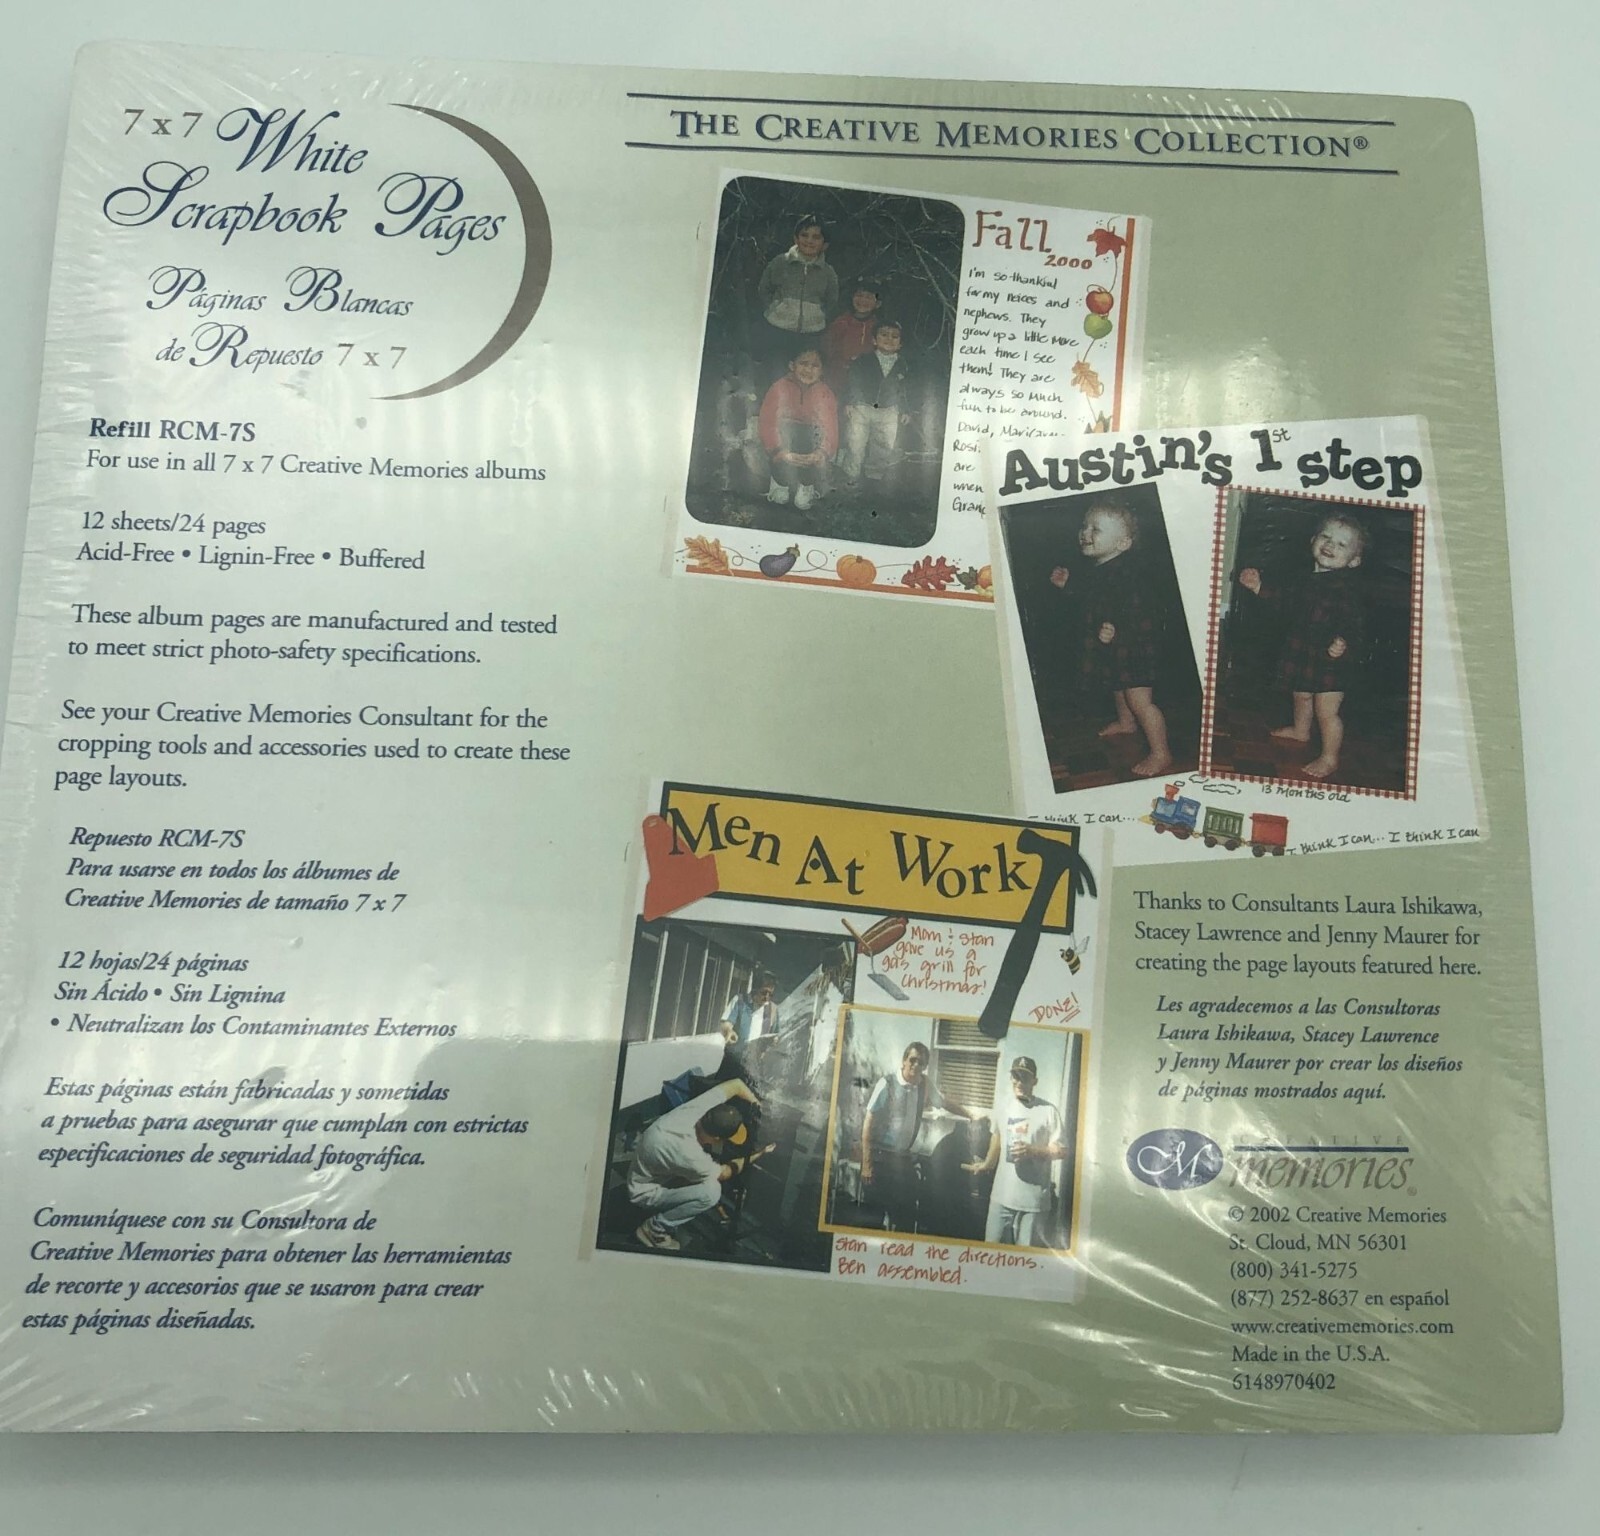 7 x 7 White
Scrapbook Pages
Páginas Blancas
de Repuesto 7 x 7
Refill RCM-7S
For use in all 7 x 7 Creative Memories albums
12 sheets/24 pages
Acid-Free • Lignin-Free • Buffered
These album pages are manufactured and tested
to meet strict photo-safety specifications.
See your Creative Memories Consultant for the
cropping tools and accessories used to create these
page layouts.
Repuesto RCM-7S
Para usarse en todos los álbumes de
Creative Memories de tamaño 7 x 7
12 hojas/24 páginas
Sin Ácido • Sin Lignina
• Neutralizan los Contaminantes Externos
Estas páginas están fabricadas y sometidas
a pruebas para asegurar que cumplan con estrictas
especificaciones de seguridad fotográfica.
Comuníquese con su Consultora de
Creative Memories para obtener las herramientas
de recorte y accesorios que se usaron para crear
estas páginas diseñadas.
THE CREATIVE MEMORIES COLLECTION®
Fall
2000
I'm so thankful
for my neices and
nephews. They
grow up a little more
each time I see
them! They are
always so much
fun to be around.
David,
Rosi,
are
when
Austin's 1st step
13 months old
I can...
I think I can... I think I can
Men At Work
Mom & Stan
gave us a
gas grill for
Christmas!
DONE!
Stan read the directions.
Ben assembled.
Thanks to Consultants Laura Ishikawa,
Stacey Lawrence and Jenny Maurer for
creating the page layouts featured here.
Les agradecemos a las Consultoras
Laura Ishikawa, Stacey Lawrence
y Jenny Maurer por crear los diseños
de páginas mostrados aquí.
CM CREATIVE
memories®
© 2002 Creative Memories
St. Cloud, MN 56301
(800) 341-5275
(877) 252-8637 en español
www.creativememories.com
Made in the U.S.A.
6148970402